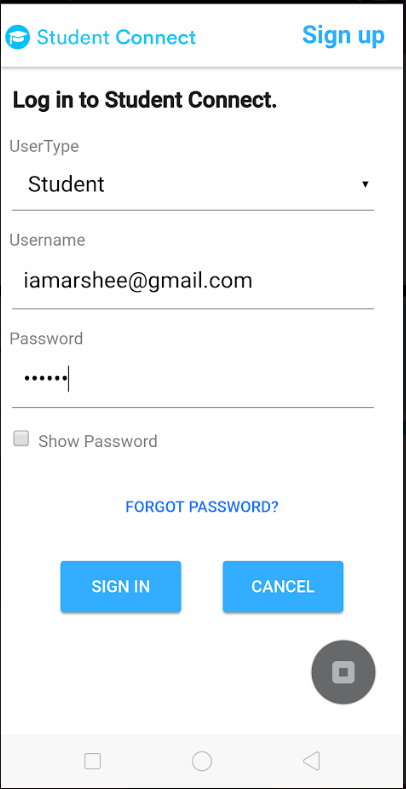 Student Connect
Sign up
Log in to Student Connect.
UserType
Student
Username
iamarshee@gmail.com
Password
••••••
Show Password
FORGOT PASSWORD?
SIGN IN
CANCEL